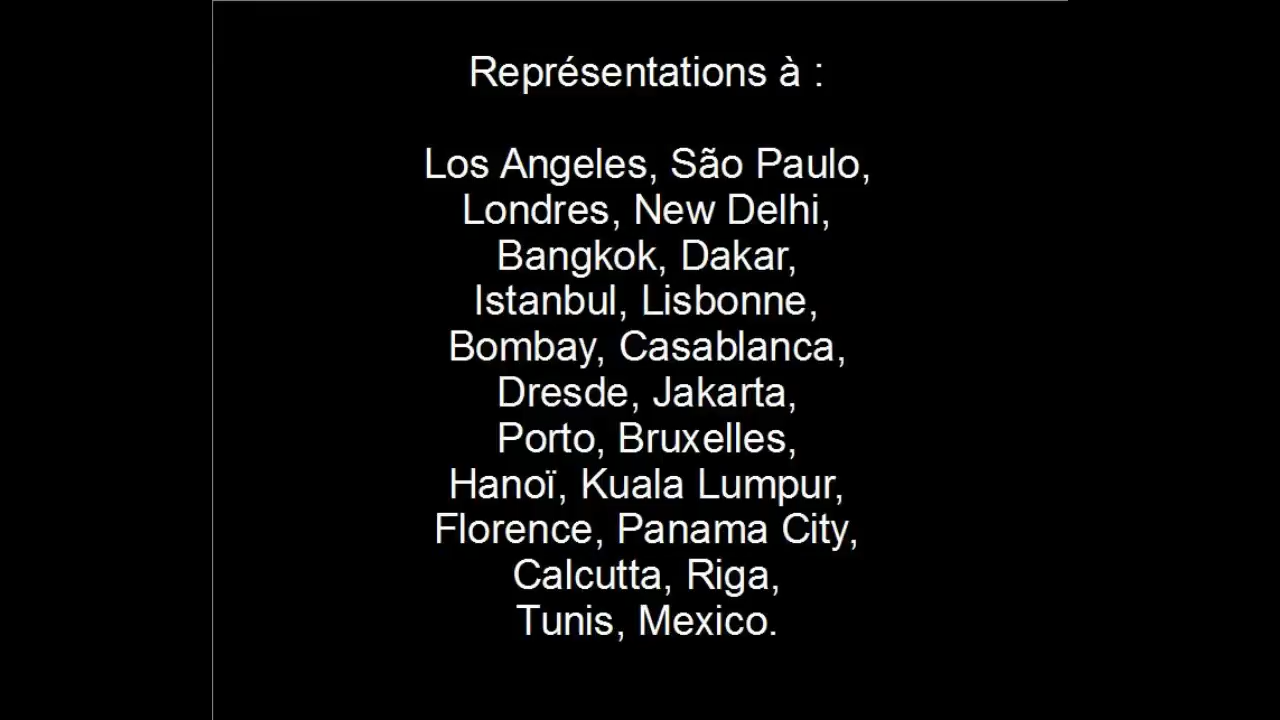 Représentations à :
Los Angeles, São Paulo,
Londres, New Delhi,
Bangkok, Dakar,
Istanbul, Lisbonne,
Bombay, Casablanca,
Dresde, Jakarta,
Porto, Bruxelles,
Hanoï, Kuala Lumpur,
Florence, Panama City,
Calcutta, Riga,
Tunis, Mexico.